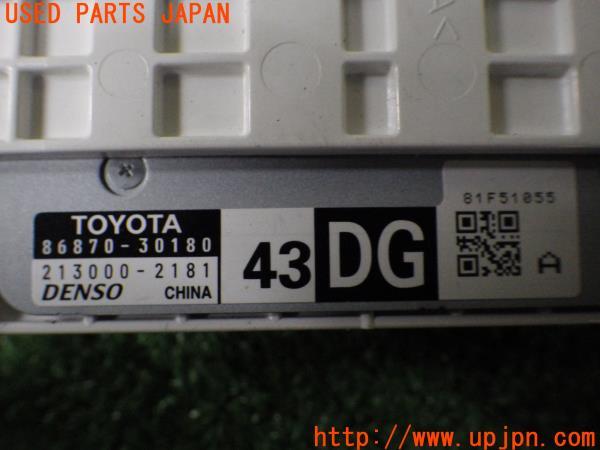 USED PARTS JAPAN
81F51055
TOYOTA
86870-30180
213000-2181
DENSO CHINA
43 DG
A
http://www.upjpn.com